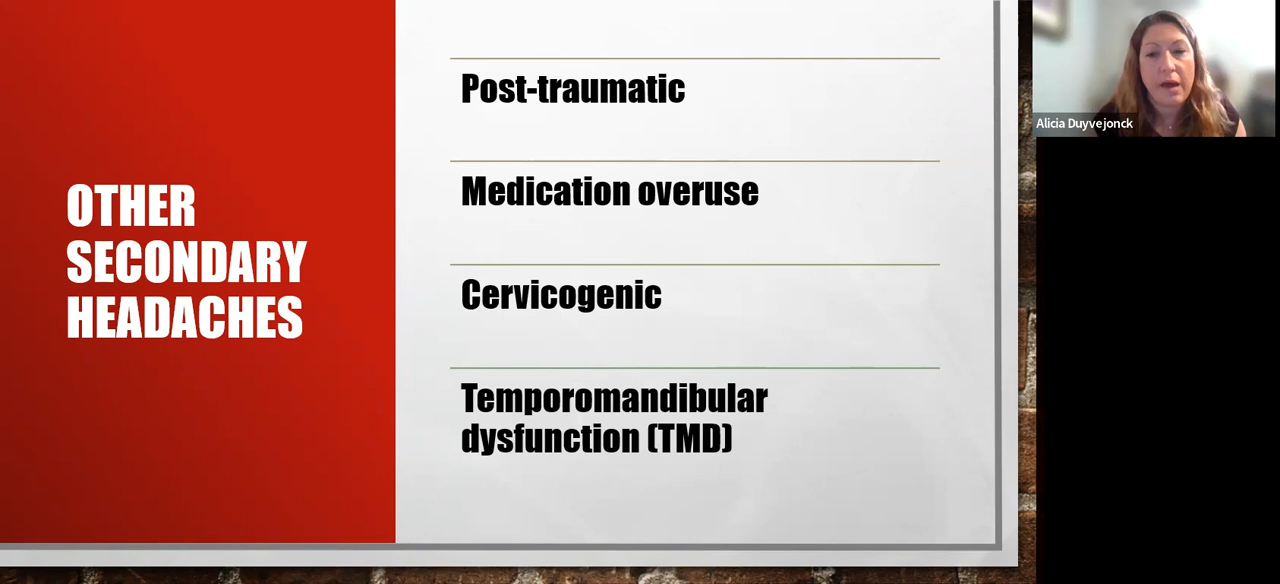 OTHER
SECONDARY
HEADACHES
Post-traumatic
Medication overuse
Cervicogenic
Temporomandibular
dysfunction (TMD)
Alicia Duyvejonck